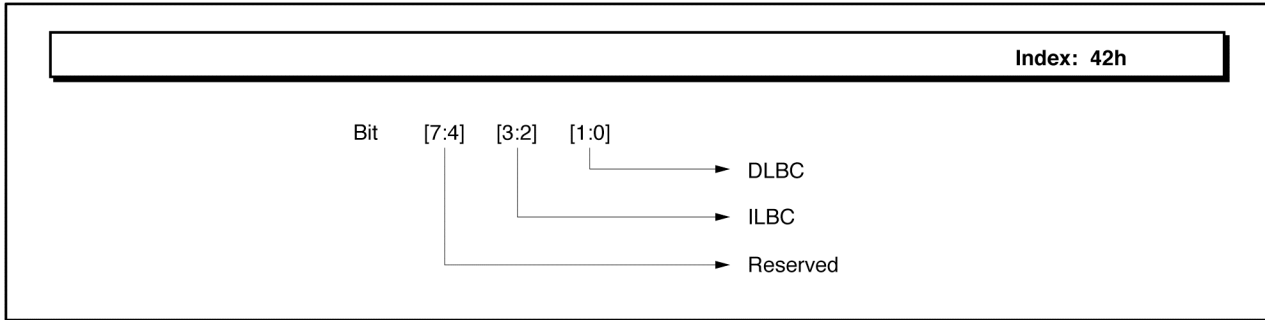 Index: 42h
Bit [7:4] [3:2] [1:0]
DLBC
ILBC
Reserved